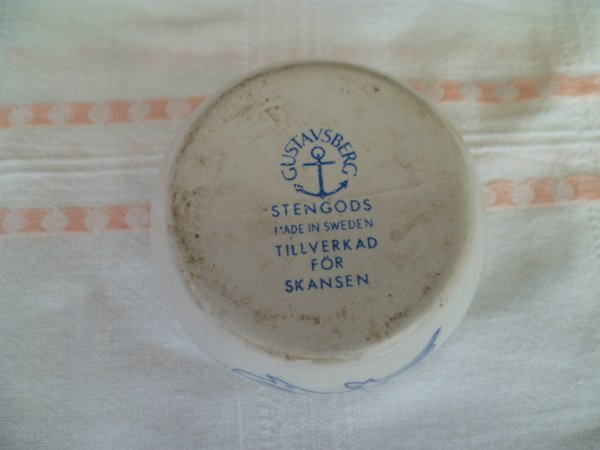 GUSTAVSBERG
STENGODS
MADE IN SWEDEN
TILLVERKAD
FÖR
SKANSEN